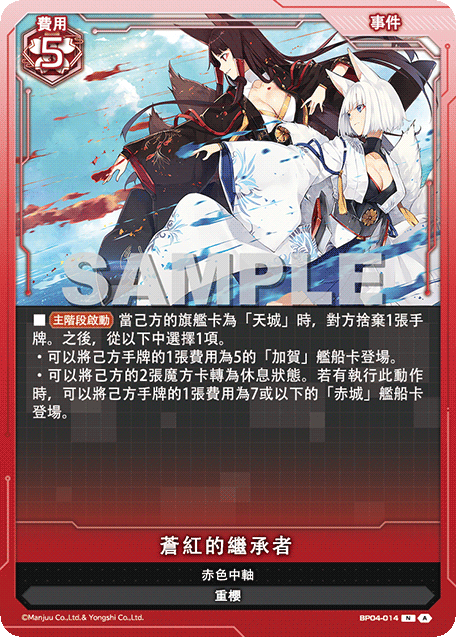 費用
事件
5
SAMPLE
■ 主階段啟動 當己方的旗艦卡為「天城」時，對方捨棄1張手
牌。之後，從以下中選擇1項。
・可以將己方手牌的1張費用為5的「加賀」艦船卡登場。
・可以將己方的2張魔方卡轉為休息狀態。若有執行此動作
時，可以將己方手牌的1張費用為7或以下的「赤城」艦船卡
登場。
蒼紅的繼承者
赤色中軸
重櫻
©Manjuu Co.,Ltd.& Yongshi Co.,Ltd.
BP04-014 N A